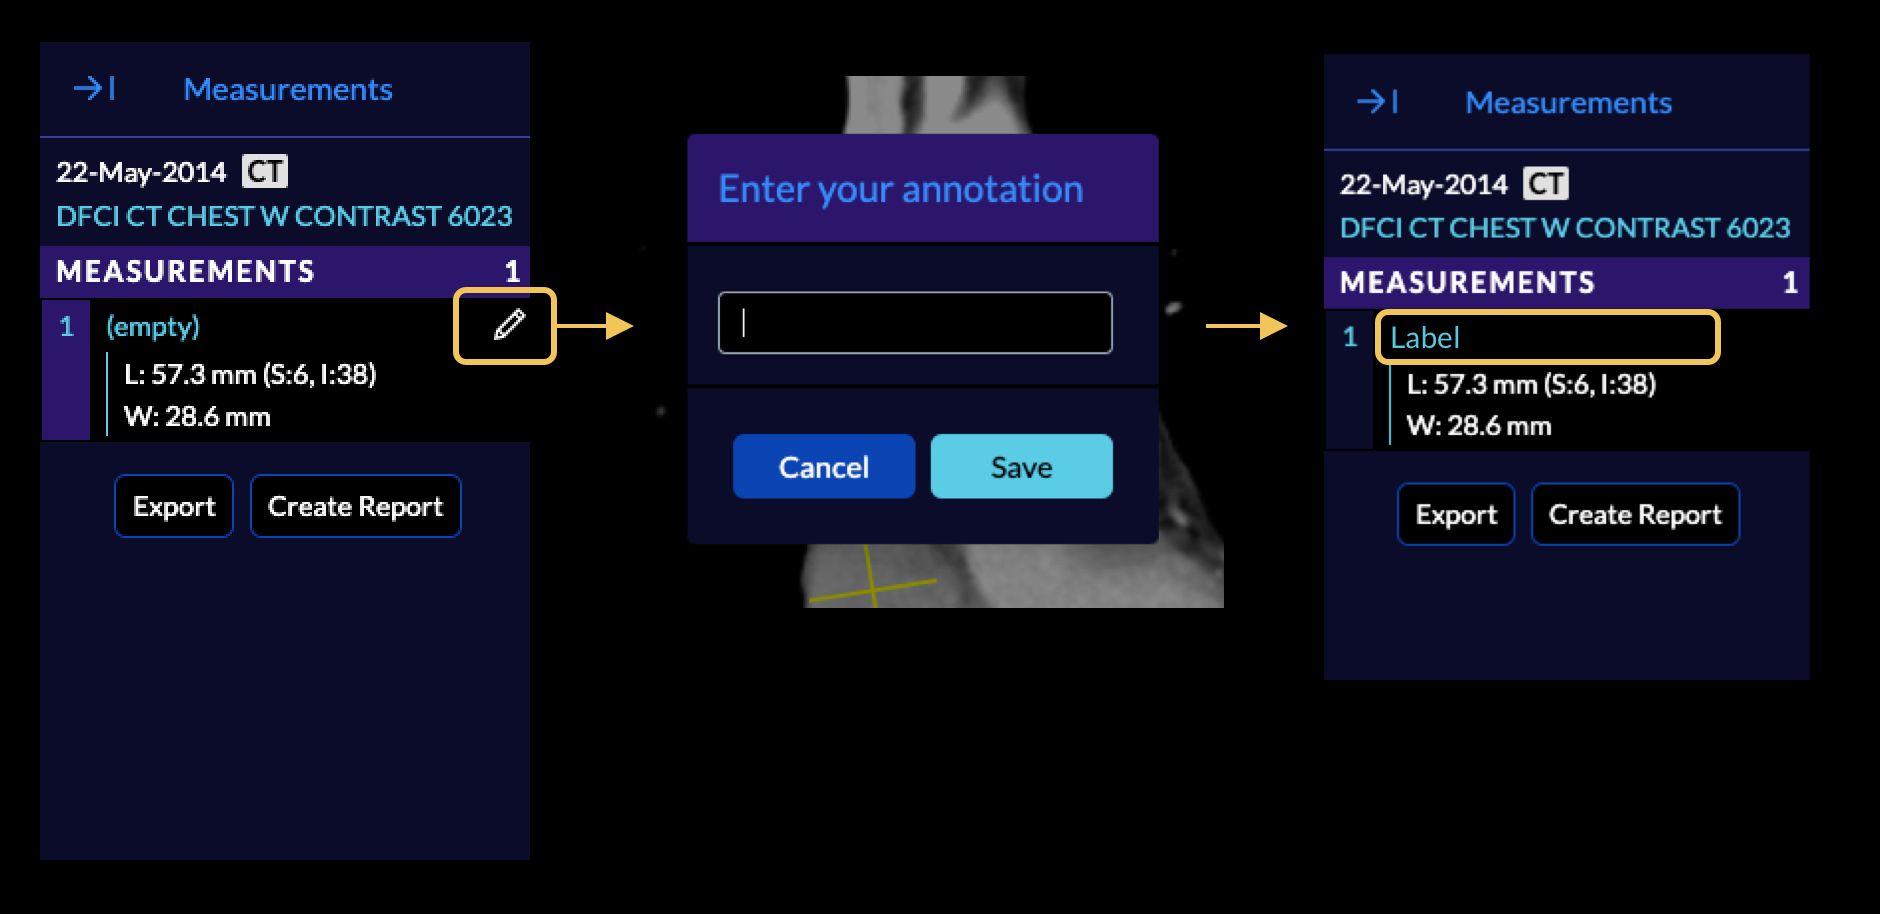 Measurements
22-May-2014 CT
DFCI CT CHEST W CONTRAST 6023
MEASUREMENTS 1
1 (empty)
L: 57.3 mm (S:6, I:38)
W: 28.6 mm
Export Create Report
Enter your annotation
Cancel Save
Measurements
22-May-2014 CT
DFCI CT CHEST W CONTRAST 6023
MEASUREMENTS 1
1 Label
L: 57.3 mm (S:6, I:38)
W: 28.6 mm
Export Create Report